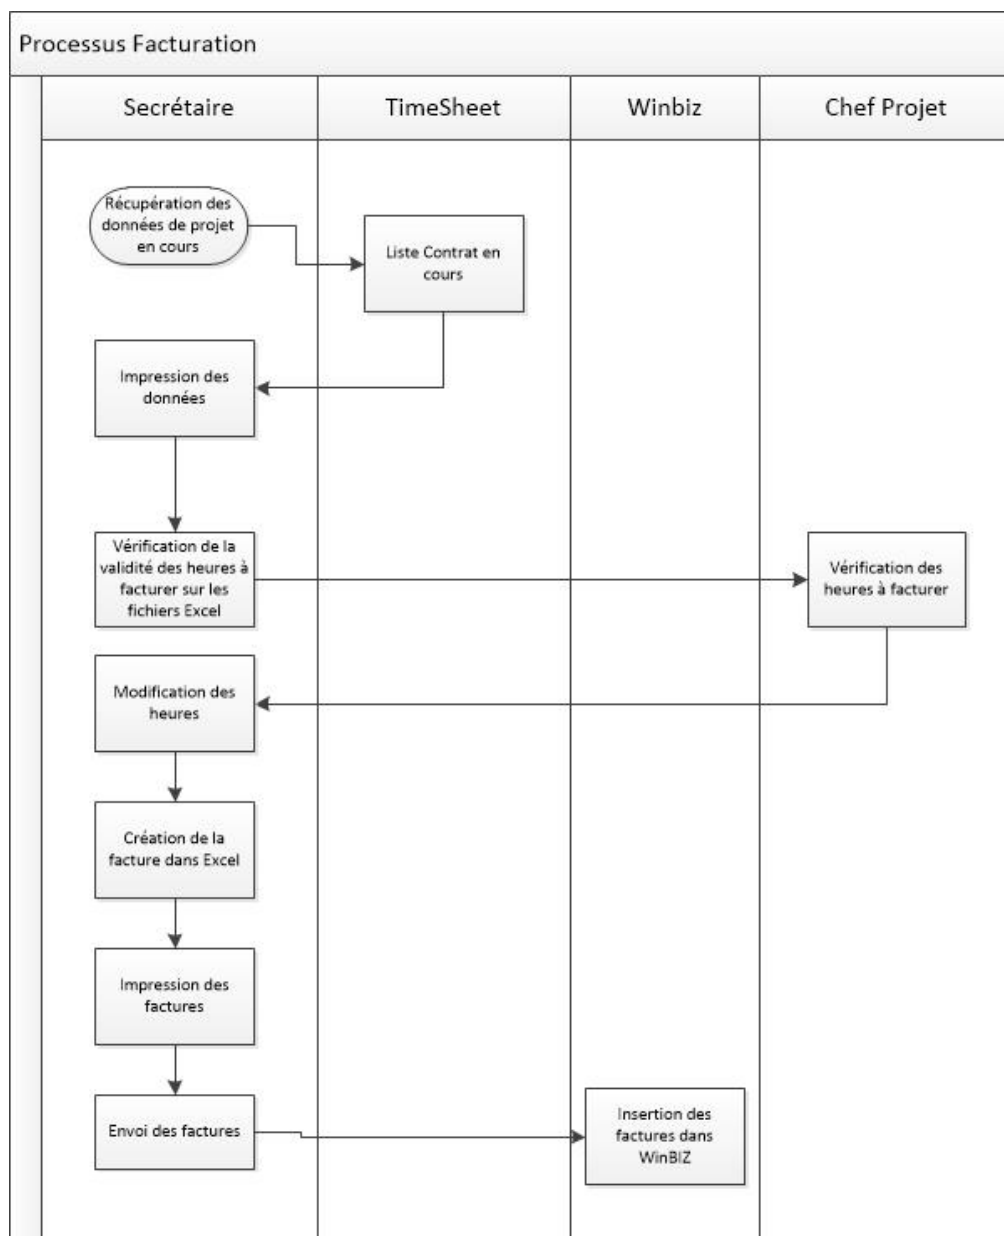 Processus Facturation
Secrétaire
TimeSheet
Winbiz
Chef Projet
Récupération des
données de projet
en cours
Liste Contrat en
cours
Impression des
données
Vérification de la
validité des heures à
facturer sur les
fichiers Excel
Vérification des
heures à facturer
Modification des
heures
Création de la
facture dans Excel
Impression des
factures
Envoi des factures
Insertion des
factures dans
WinBIZ